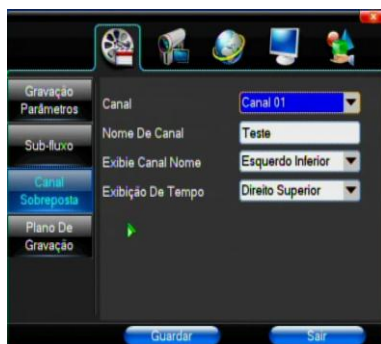 Gravação
Parâmetros
Sub-fluxo
Canal
Sobreposta
Plano De
Gravação
Canal
Canal 01
Nome De Canal
Teste
Exibie Canal Nome
Esquerdo Inferior
Exibição De Tempo
Direito Superior
Guardar
Sair